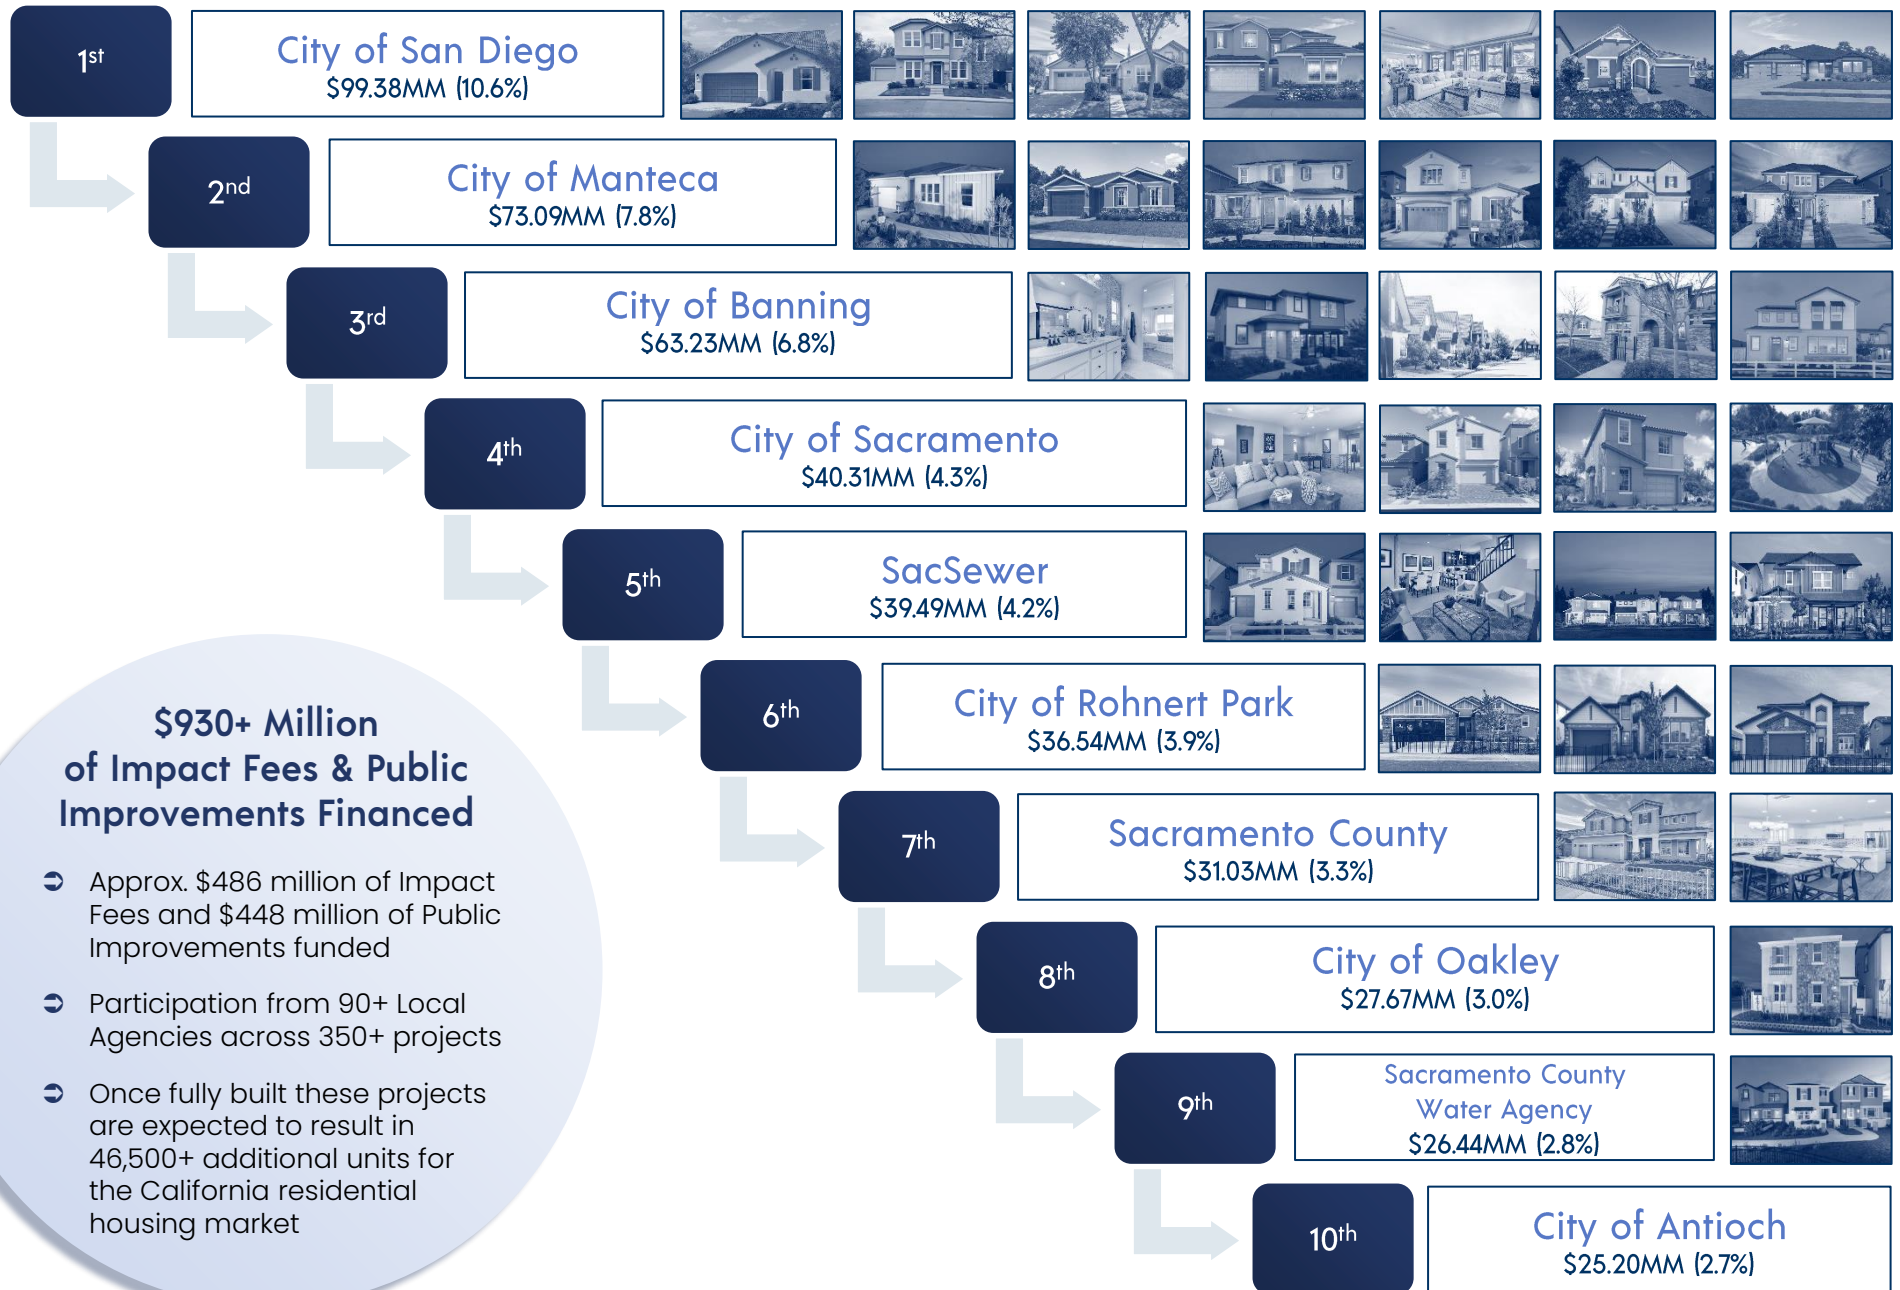 1st
City of San Diego
$99.38MM (10.6%)
2nd
City of Manteca
$73.09MM (7.8%)
3rd
City of Banning
$63.23MM (6.8%)
4th
City of Sacramento
$40.31MM (4.3%)
5th
SacSewer
$39.49MM (4.2%)
6th
City of Rohnert Park
$36.54MM (3.9%)
7th
Sacramento County
$31.03MM (3.3%)
8th
City of Oakley
$27.67MM (3.0%)
9th
Sacramento County
Water Agency
$26.44MM (2.8%)
10th
City of Antioch
$25.20MM (2.7%)
$930+ Million
of Impact Fees & Public
Improvements Financed
Approx. $486 million of Impact
Fees and $448 million of Public
Improvements funded
Participation from 90+ Local
Agencies across 350+ projects
Once fully built these projects
are expected to result in
46,500+ additional units for
the California residential
housing market